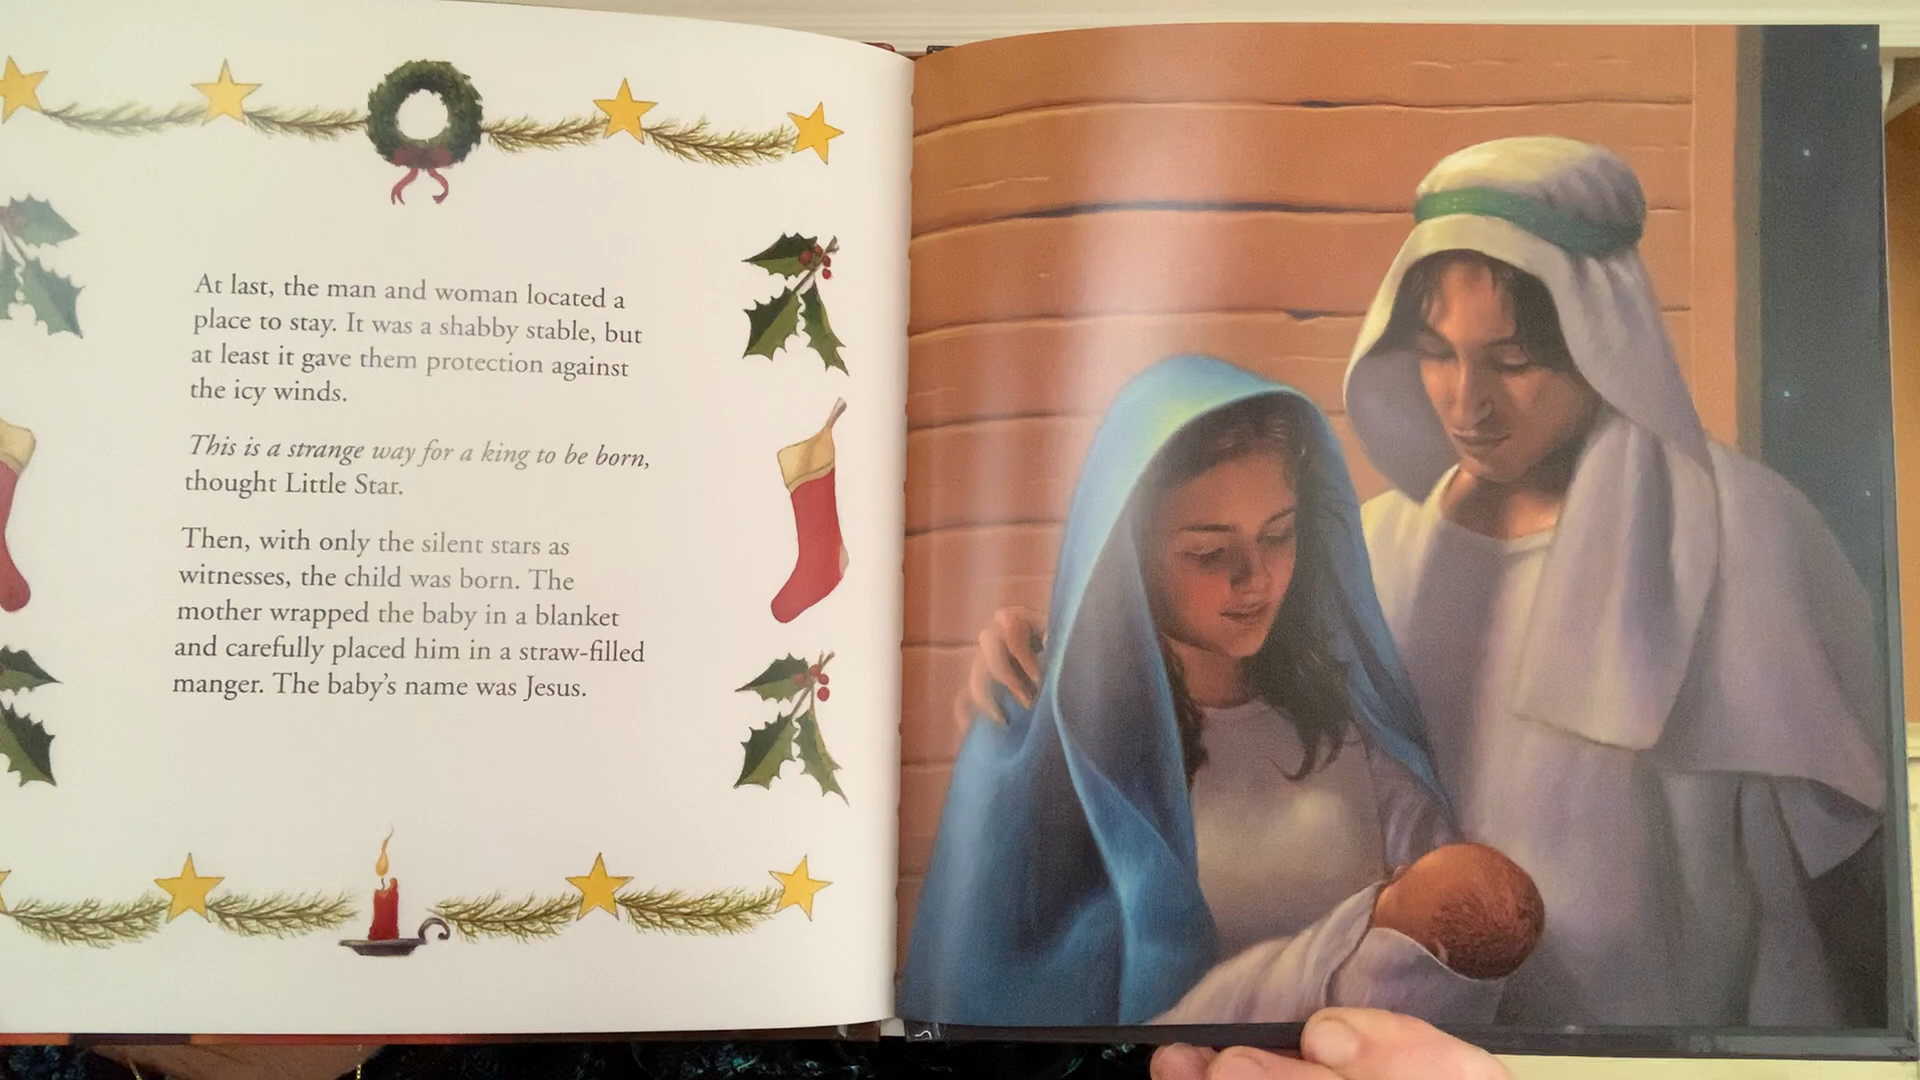 At last, the man and woman located a
place to stay. It was a shabby stable, but
at least it gave them protection against
the icy winds.
This is a strange way for a king to be born,
thought Little Star.
Then, with only the silent stars as
witnesses, the child was born. The
mother wrapped the baby in a blanket
and carefully placed him in a straw-filled
manger. The baby's name was Jesus.